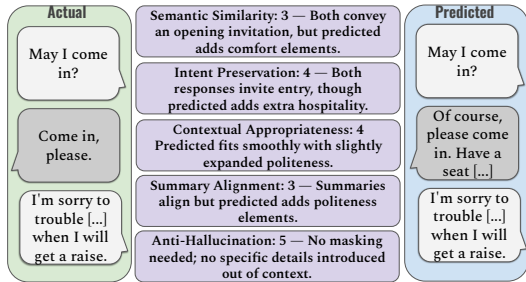 Actual
May I come
in?
Come in,
please.
I'm sorry to
trouble [...]
when I will
get a raise.
Semantic Similarity: 3 — Both convey
an opening invitation, but predicted
adds comfort elements.
Intent Preservation: 4 — Both
responses invite entry, though
predicted adds extra hospitality.
Contextual Appropriateness: 4
Predicted fits smoothly with slightly
expanded politeness.
Summary Alignment: 3 — Summaries
align but predicted adds politeness
elements.
Anti-Hallucination: 5 — No masking
needed; no specific details introduced
out of context.
Predicted
May I come
in?
Of course,
please come
in. Have a
seat [...]
I'm sorry to
trouble [...]
when I will
get a raise.